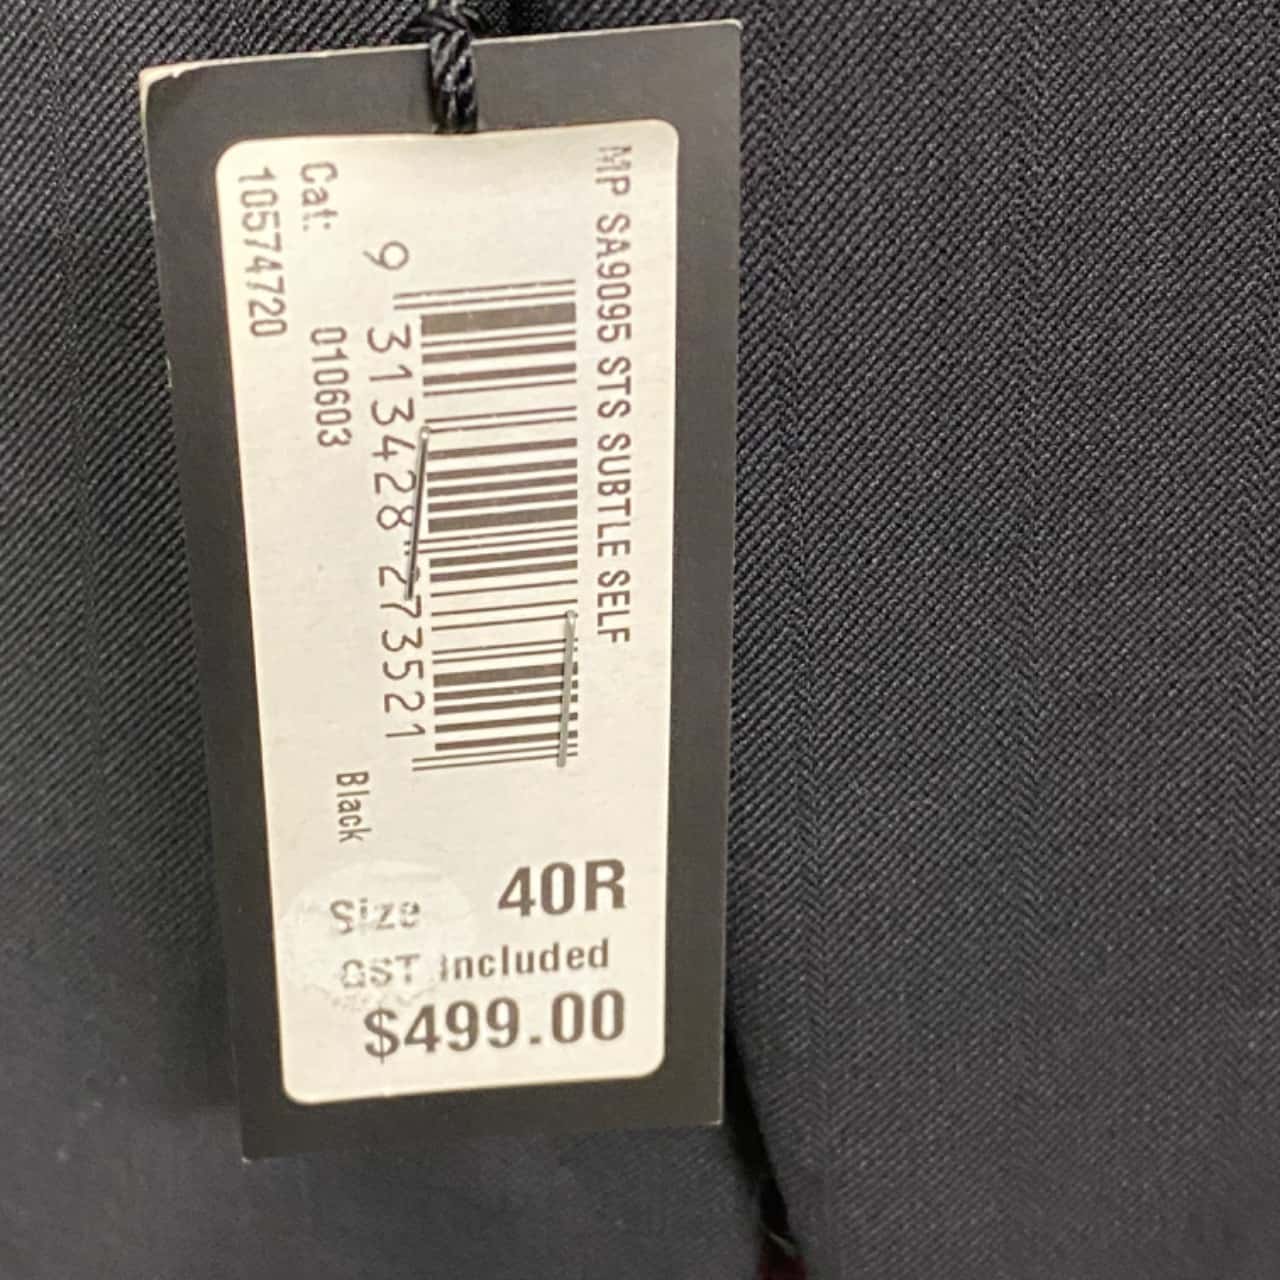 MP SA9095 STS SUBTLE SELF
9 313428 273521
Cat: 010603 Black
10574720
Size 40R
GST included
$499.00